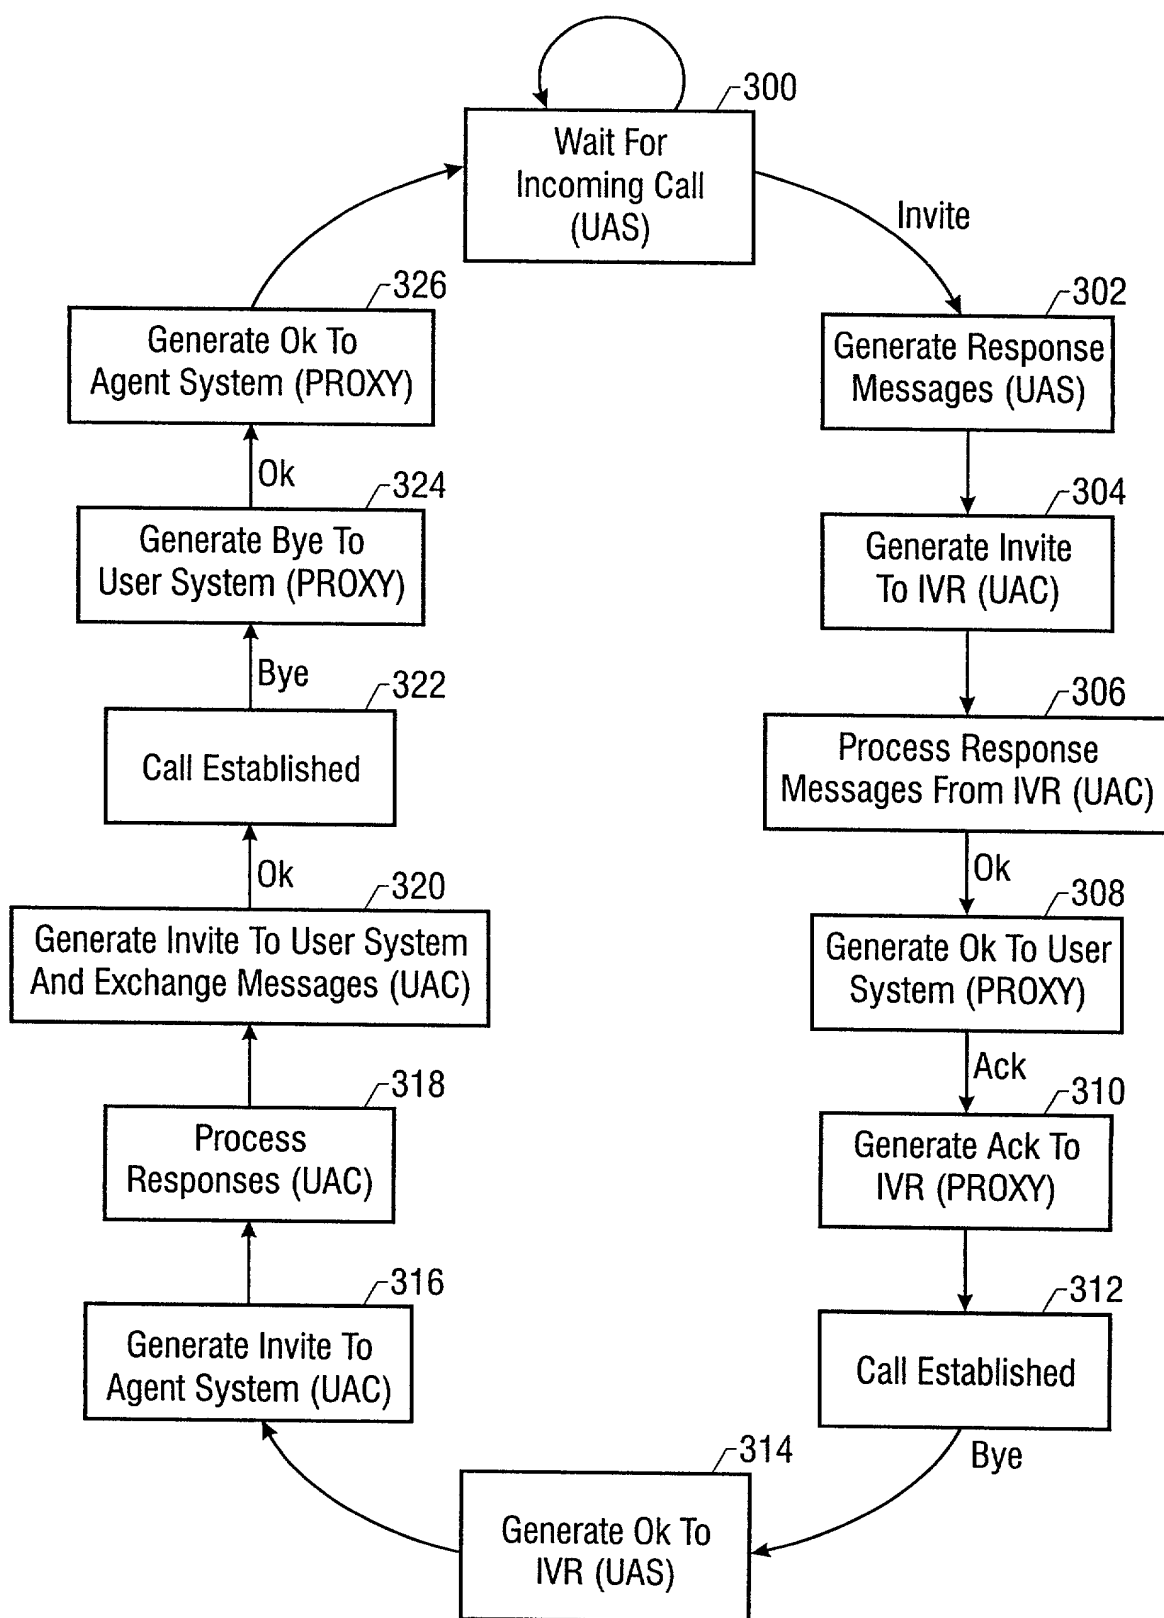 300
Wait For
Incoming Call
(UAS)
Invite
302
Generate Response
Messages (UAS)
304
Generate Invite
To IVR (UAC)
306
Process Response
Messages From IVR (UAC)
Ok
308
Generate Ok To User
System (PROXY)
Ack
310
Generate Ack To
IVR (PROXY)
312
Call Established
Bye
314
Generate Ok To
IVR (UAS)
316
Generate Invite To
Agent System (UAC)
318
Process
Responses (UAC)
320
Generate Invite To User System
And Exchange Messages (UAC)
Ok
322
Call Established
Bye
324
Generate Bye To
User System (PROXY)
Ok
326
Generate Ok To
Agent System (PROXY)